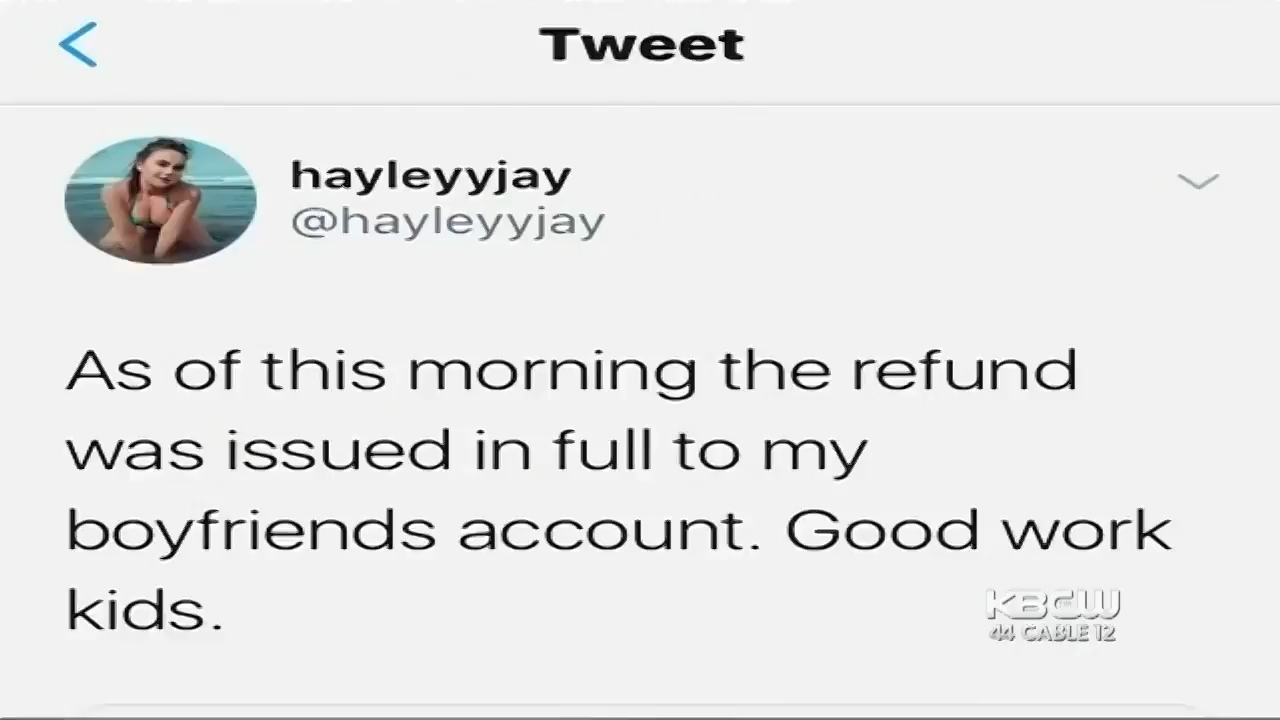 Tweet
hayleyyjay
@hayleyyjay
As of this morning the refund
was issued in full to my
boyfriends account. Good work
kids.
KBCW
44 CABLE 12